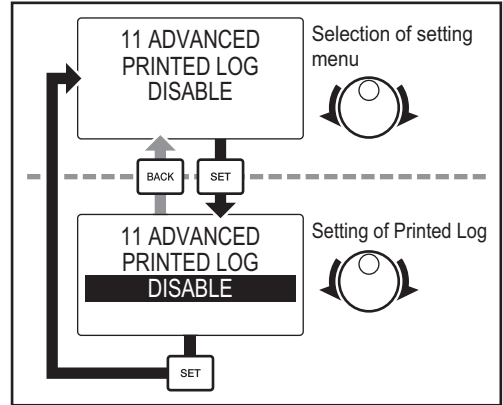 11 ADVANCED
PRINTED LOG
DISABLE
Selection of setting
menu
BACK
SET
11 ADVANCED
PRINTED LOG
DISABLE
Setting of Printed Log
SET